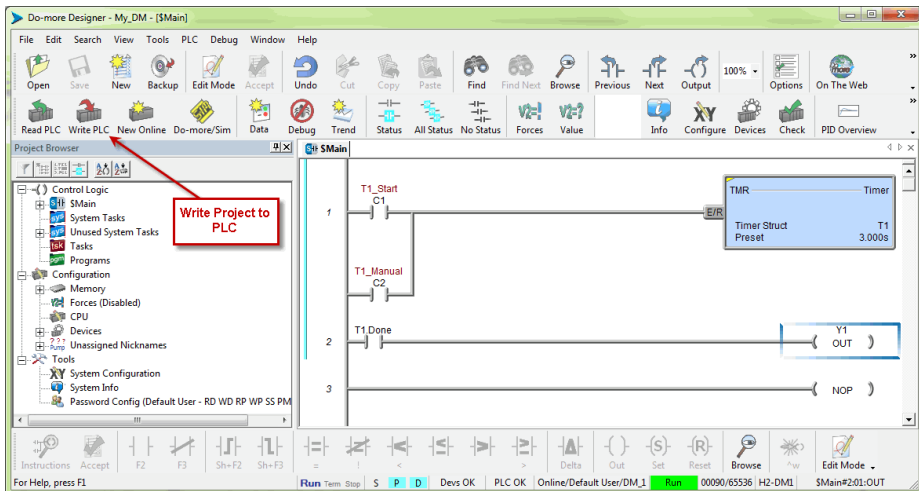 Do-more Designer - My_DM - [$Main]
File Edit Search View Tools PLC Debug Window Help
Open Save New Backup Edit Mode Accept Undo Cut Copy Paste Find Find Next Browse Previous Next Output 100% Options On The Web
Read PLC Write PLC New Online Do-more/Sim Data Debug Trend Status All Status No Status Forces Value Info Configure Devices Check PID Overview
Project Browser
$Main
Control Logic
$Main
System Tasks
Unused System Tasks
Tasks
Programs
Configuration
Memory
Forces (Disabled)
CPU
Devices
Unassigned Nicknames
Tools
System Configuration
System Info
Password Config (Default User - RD WD RP WP SS PM
Write Project to
PLC
T1_Start
C1
1
E/R
TMR Timer
Timer Struct T1
Preset 3.000s
T1_Manual
C2
T1.Done
Y1
2
OUT
3
NOP
Instructions Accept F2 F3 Sh+F2 Sh+F3 = ! < > Delta Out Set Reset Browse ^w Edit Mode
For Help, press F1
Run Term Stop S P D Devs OK PLC OK Online/Default User/DM_1 Run 00090/65536 H2-DM1 $Main#2:01:OUT